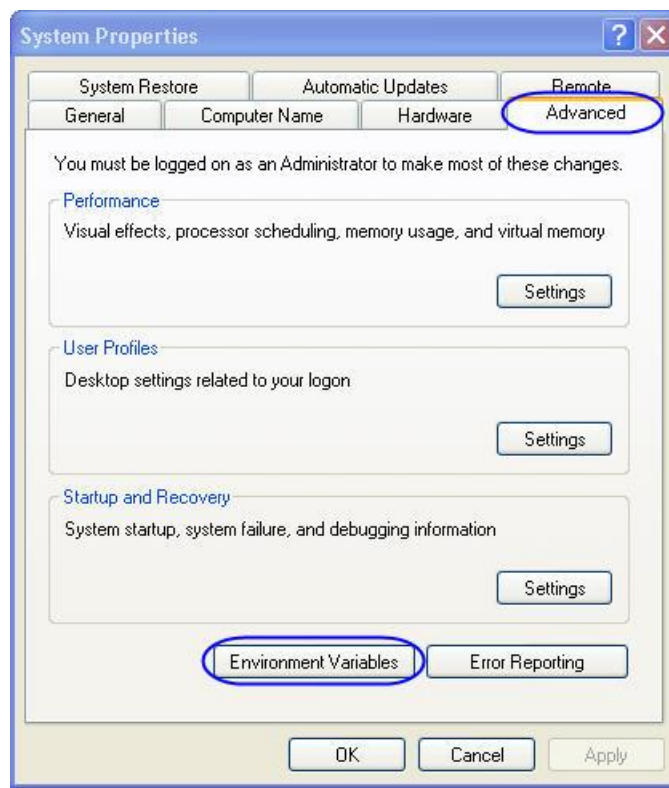 System Properties
System Restore Automatic Updates Remote
General Computer Name Hardware Advanced
You must be logged on as an Administrator to make most of these changes.
Performance
Visual effects, processor scheduling, memory usage, and virtual memory
Settings
User Profiles
Desktop settings related to your logon
Settings
Startup and Recovery
System startup, system failure, and debugging information
Settings
Environment Variables Error Reporting
OK Cancel Apply